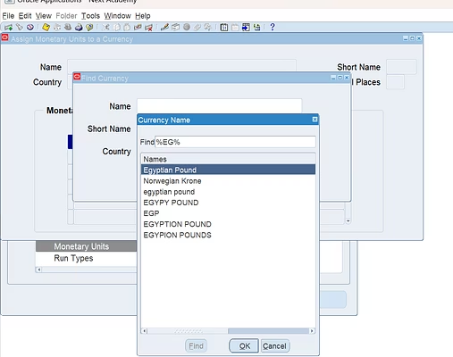 Oracle Applications - Next Academy
File Edit View Folder Tools Window Help
Assign Monetary Units to a Currency
Name
Short Name
Country
Places
Find Currency
Moneta
Name
Short Name
Country
Currency Name
Find %EG%
Names
Egyptian Pound
Norwegian Krone
egyptian pound
EGYPY POUND
EGP
EGYPTION POUND
EGYPION POUNDS
Monetary Units
Run Types
Find
OK
Cancel